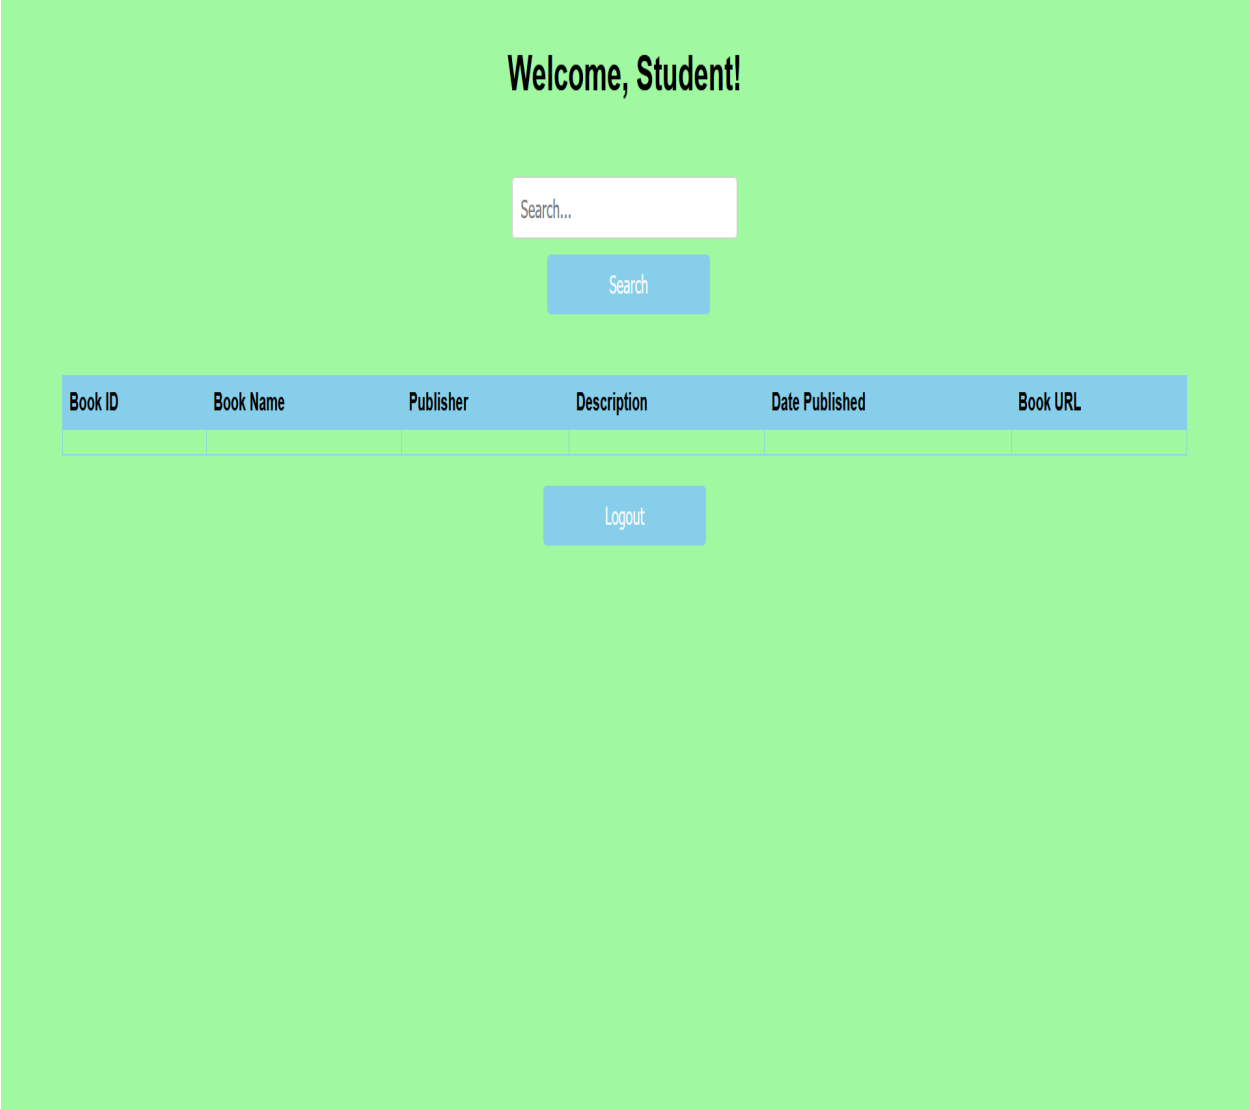 Welcome, Student!
Search...
Search
Book ID Book Name Publisher Description Date Published Book URL
Logout